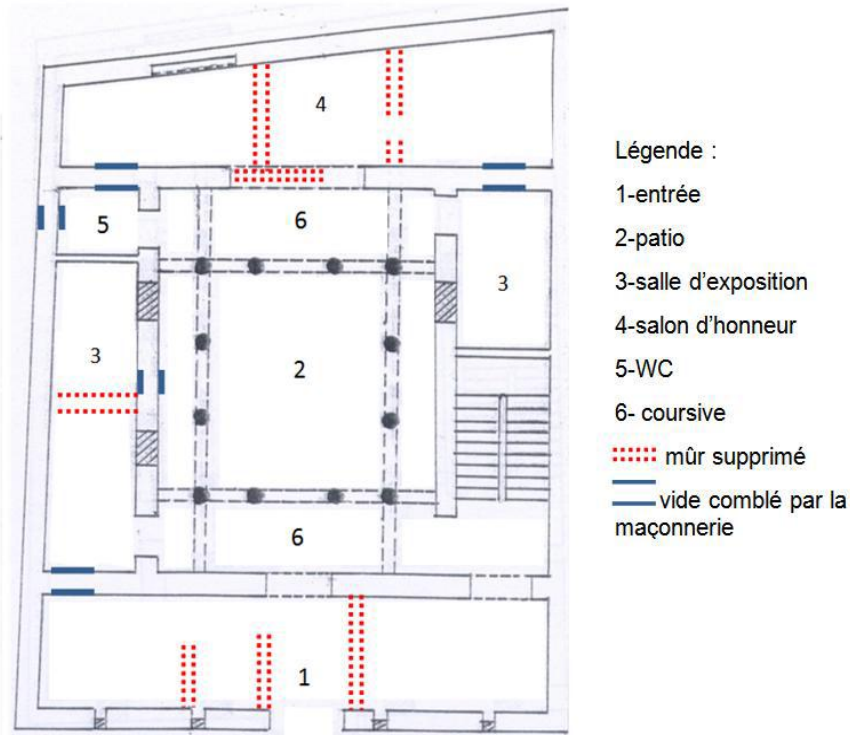 4
5
6
3
3
2
6
1
Légende :
1-entrée
2-patio
3-salle d'exposition
4-salon d'honneur
5-WC
6- coursive
mûr supprimé
vide comblé par la
maçonnerie